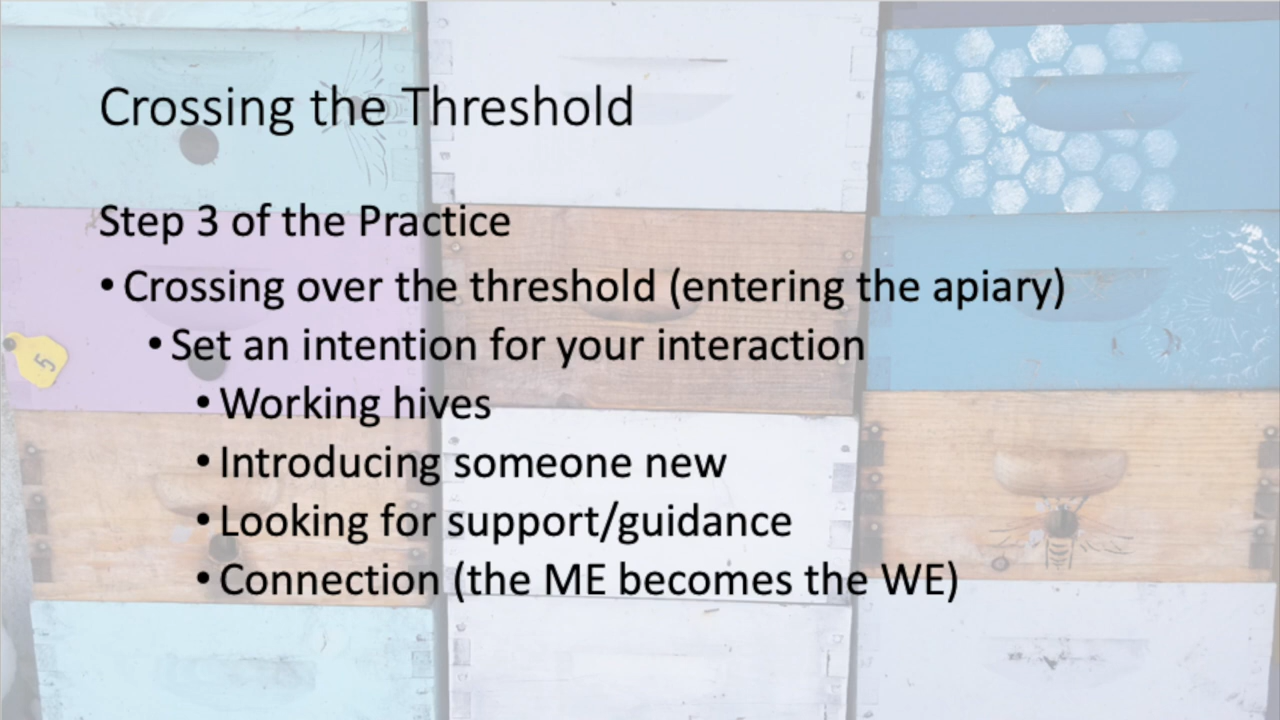 Crossing the Threshold
Step 3 of the Practice
• Crossing over the threshold (entering the apiary)
• Set an intention for your interaction
• Working hives
• Introducing someone new
• Looking for support/guidance
• Connection (the ME becomes the WE)
5